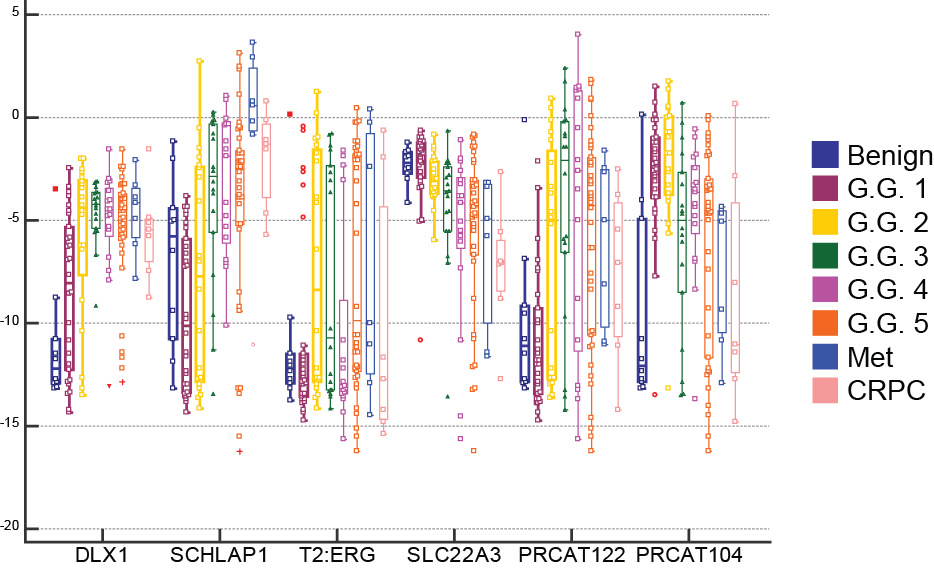 5
0
-5
-10
-15
-20
DLX1 SCHLAP1 T2:ERG SLC22A3 PRCAT122 PRCAT104
Benign
G.G. 1
G.G. 2
G.G. 3
G.G. 4
G.G. 5
Met
CRPC